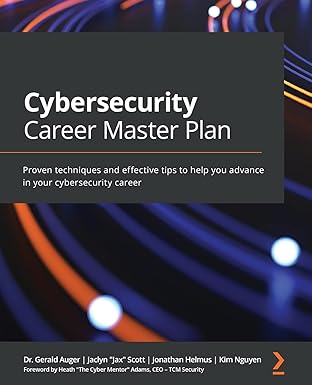 Cybersecurity
Career Master Plan
Proven techniques and effective tips to help you advance
in your cybersecurity career
Dr. Gerald Auger | Jaclyn "Jax" Scott | Jonathan Helmus | Kim Nguyen
Foreword by Heath "The Cyber Mentor" Adams, CEO – TCM Security